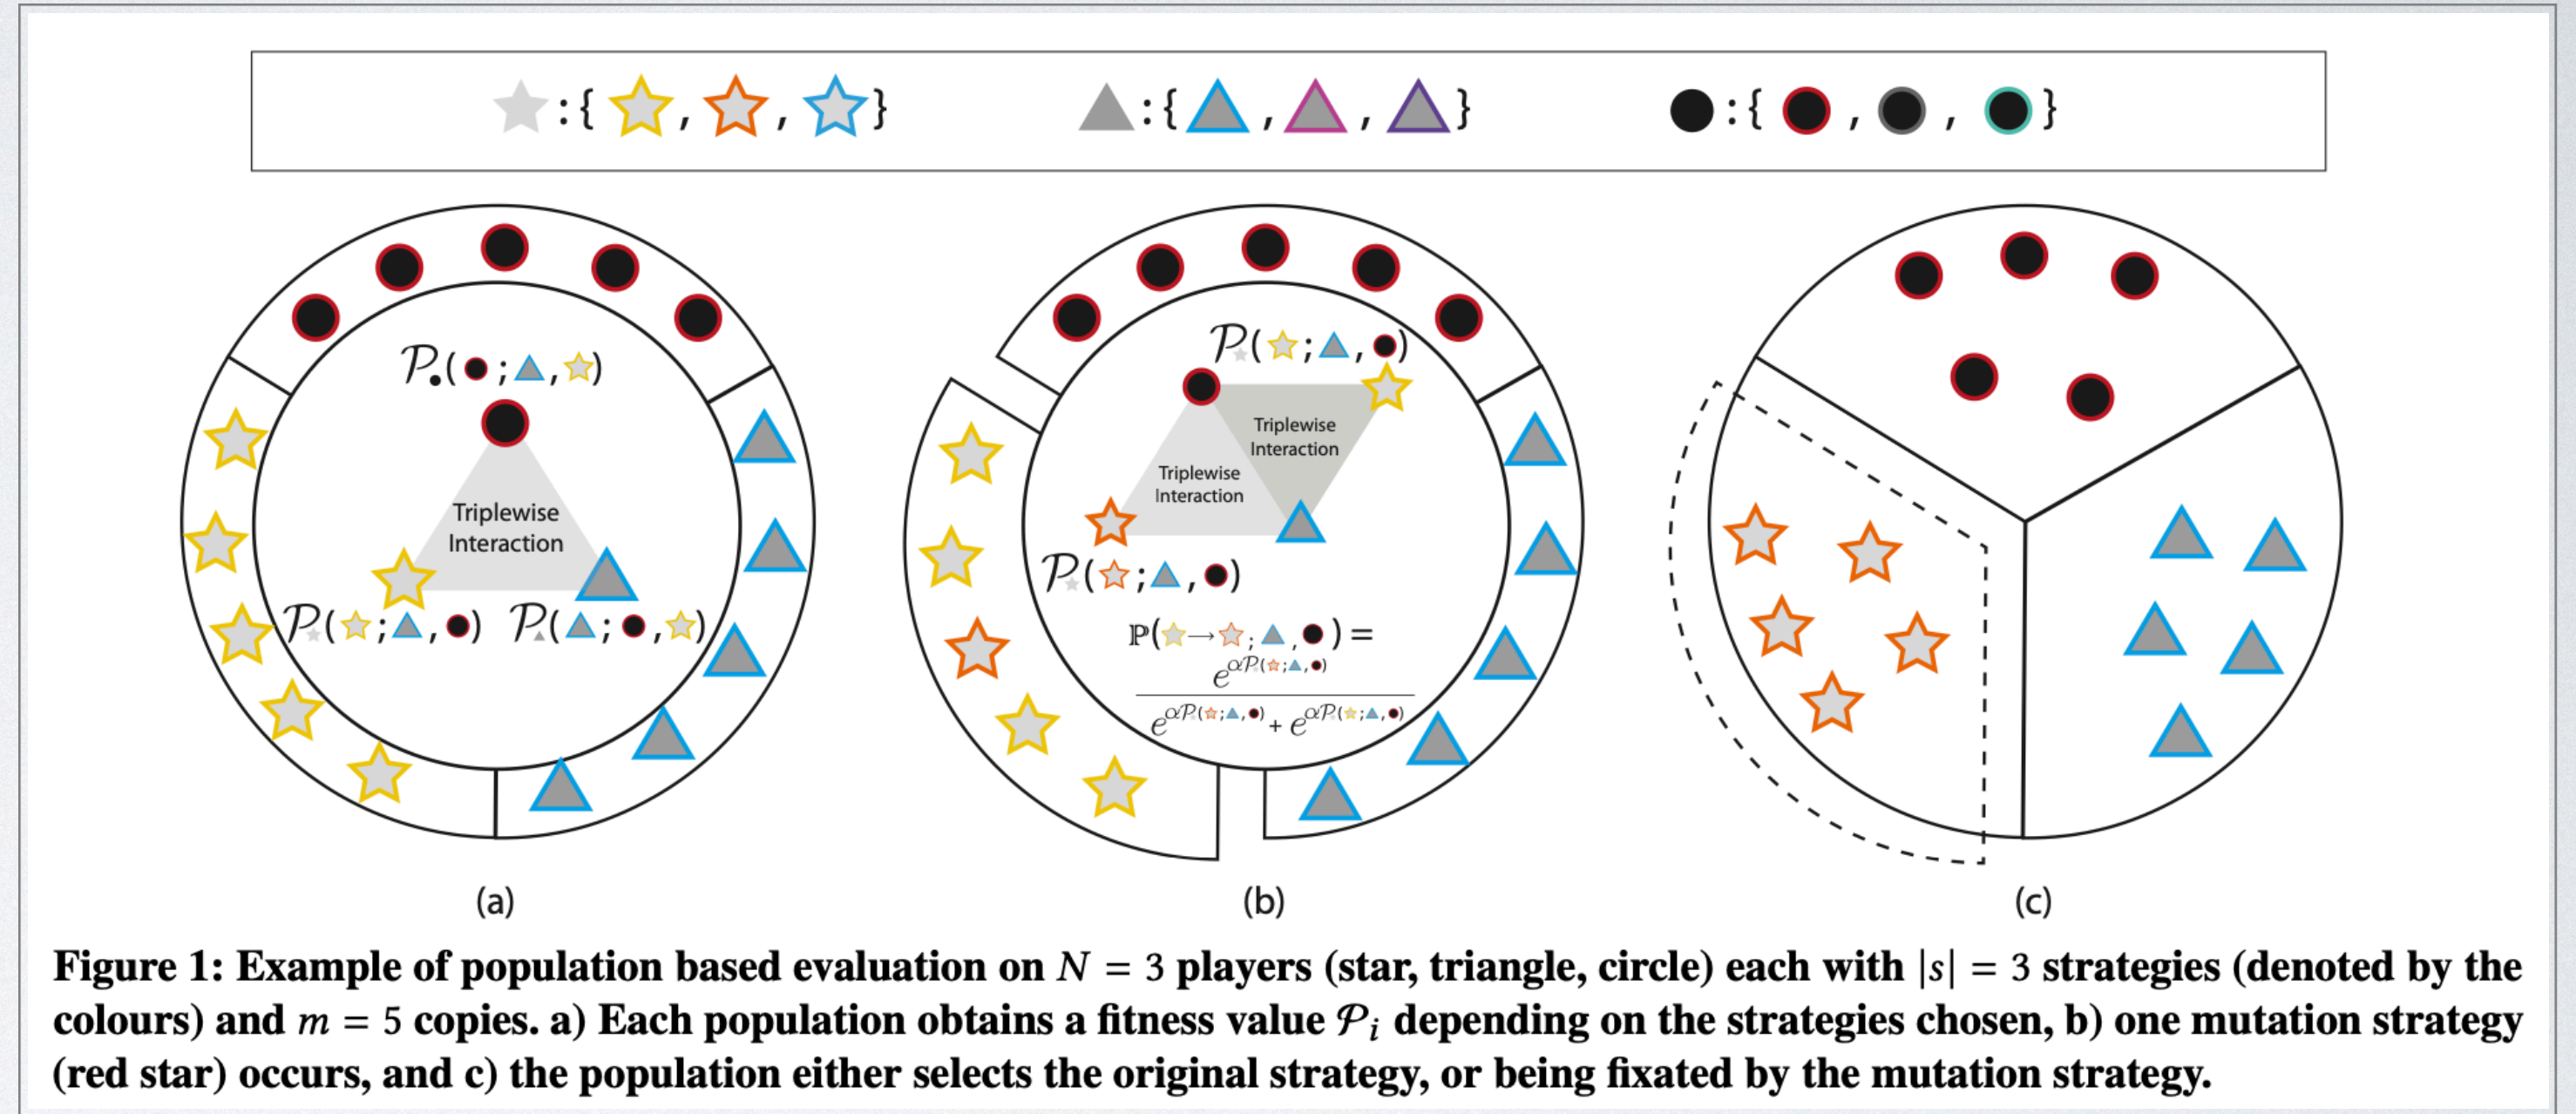 : { , , }
: { , , }
: { , , }
𝒫●( ; , )
Triplewise
Interaction
𝒫★( ; , )
𝒫▲( ; , )
𝒫★( ; , )
Triplewise
Interaction
Triplewise
Interaction
𝒫★( ; , )
ℙ( → ; , ) =
e^α𝒫( ; , )
e^α𝒫( ; , ) + e^α𝒫( ; , )
(a)
(b)
(c)
Figure 1: Example of population based evaluation on N = 3 players (star, triangle, circle) each with |s| = 3 strategies (denoted by the
colours) and m = 5 copies. a) Each population obtains a fitness value 𝒫i depending on the strategies chosen, b) one mutation strategy
(red star) occurs, and c) the population either selects the original strategy, or being fixated by the mutation strategy.